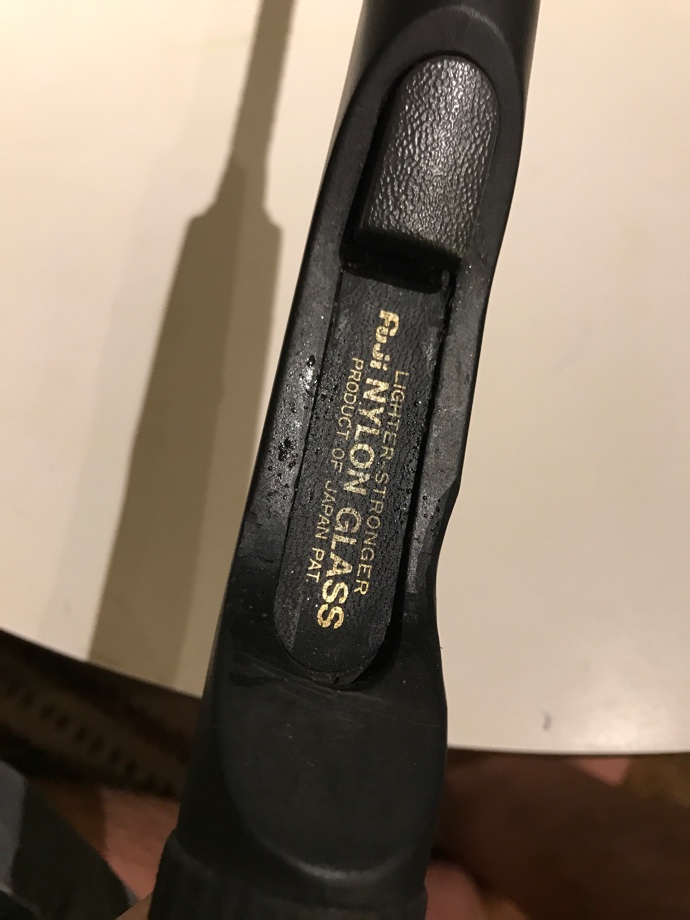 LIGHTER·STRONGER
Fuji NYLON GLASS
PRODUCT OF JAPAN PAT.